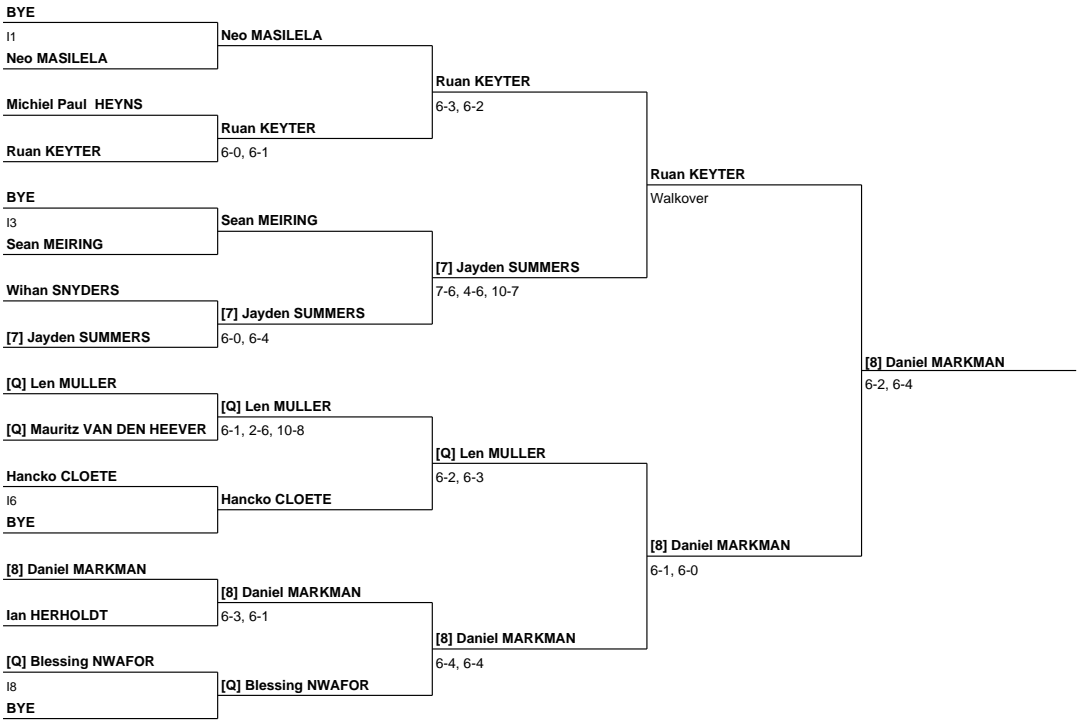 BYE
I1
Neo MASILELA
Michiel Paul  HEYNS
Ruan KEYTER
BYE
I3
Sean MEIRING
Wihan SNYDERS
[7] Jayden SUMMERS
[Q] Len MULLER
[Q] Mauritz VAN DEN HEEVER
Hancko CLOETE
I6
BYE
[8] Daniel MARKMAN
Ian HERHOLDT
[Q] Blessing NWAFOR
I8
BYE
Neo MASILELA
Ruan KEYTER
6-0, 6-1
Sean MEIRING
[7] Jayden SUMMERS
6-0, 6-4
[Q] Len MULLER
6-1, 2-6, 10-8
Hancko CLOETE
[8] Daniel MARKMAN
6-3, 6-1
[Q] Blessing NWAFOR
Ruan KEYTER
6-3, 6-2
[7] Jayden SUMMERS
7-6, 4-6, 10-7
[Q] Len MULLER
6-2, 6-3
[8] Daniel MARKMAN
6-4, 6-4
Ruan KEYTER
Walkover
[8] Daniel MARKMAN
6-1, 6-0
[8] Daniel MARKMAN
6-2, 6-4